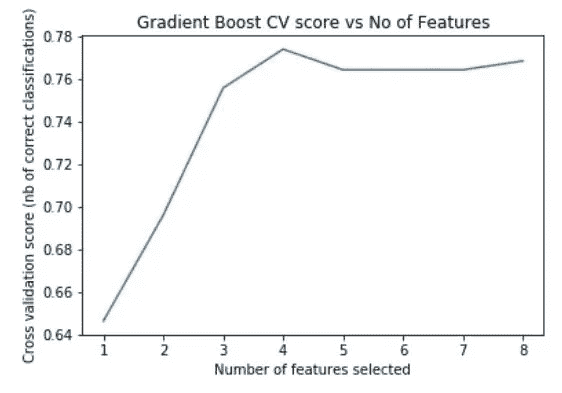 Gradient Boost CV score vs No of Features
Cross validation score (nb of correct classifications)
0.78
0.76
0.74
0.72
0.70
0.68
0.66
0.64
1 2 3 4 5 6 7 8
Number of features selected